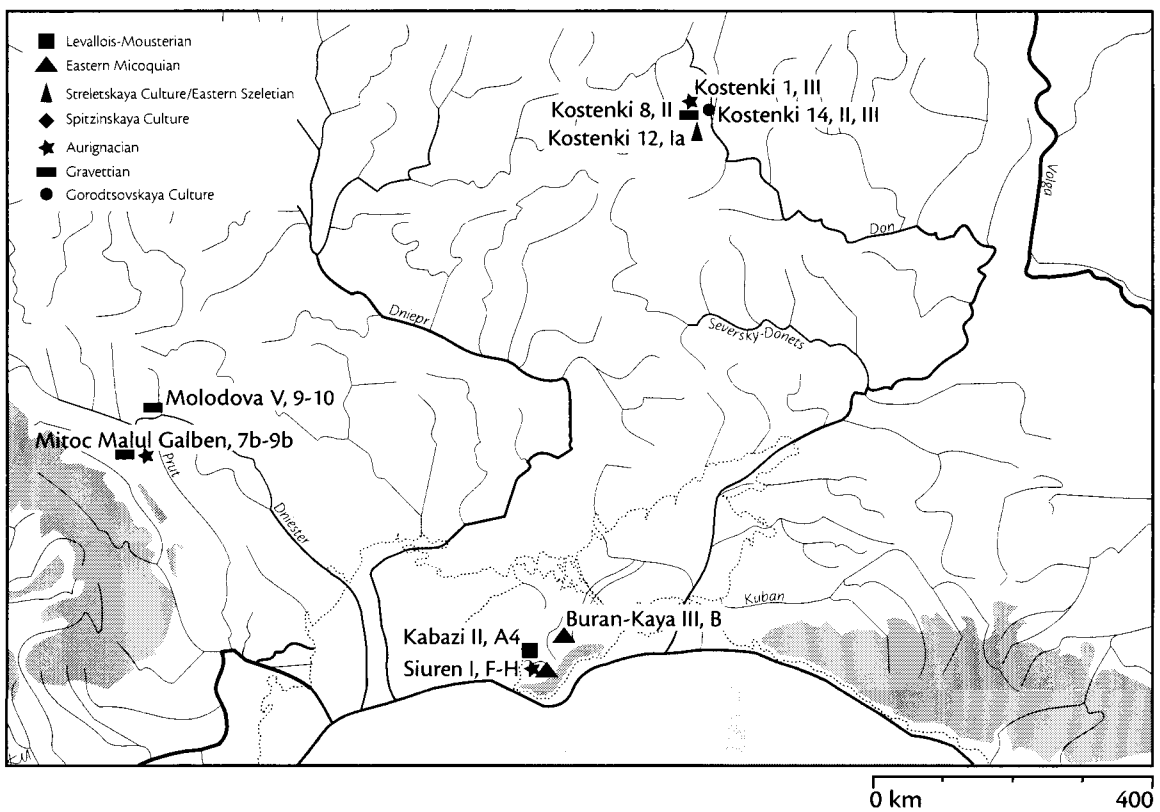 Levallois-Mousterian
Eastern Micoquian
Streletskaya Culture/Eastern Szeletian
Spitzinskaya Culture
Aurignacian
Gravettian
Gorodtsovskaya Culture
Kostenki 1, III
Kostenki 8, II
Kostenki 14, II, III
Kostenki 12, Ia
Volga
Don
Dniepr
Seversky-Donets
Molodova V, 9-10
Mitoc Malul Galben, 7b-9b
Prut
Dniester
Kuban
Buran-Kaya III, B
Kabazi II, A4
Siuren I, F-H
0 km 400